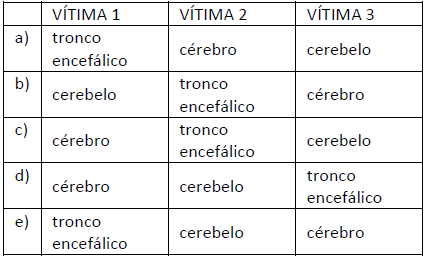 VÍTIMA 1 VÍTIMA 2 VÍTIMA 3
a) tronco encefálico cérebro cerebelo
b) cerebelo tronco encefálico cérebro
c) cérebro tronco encefálico cerebelo
d) cérebro cerebelo tronco encefálico
e) tronco encefálico cerebelo cérebro